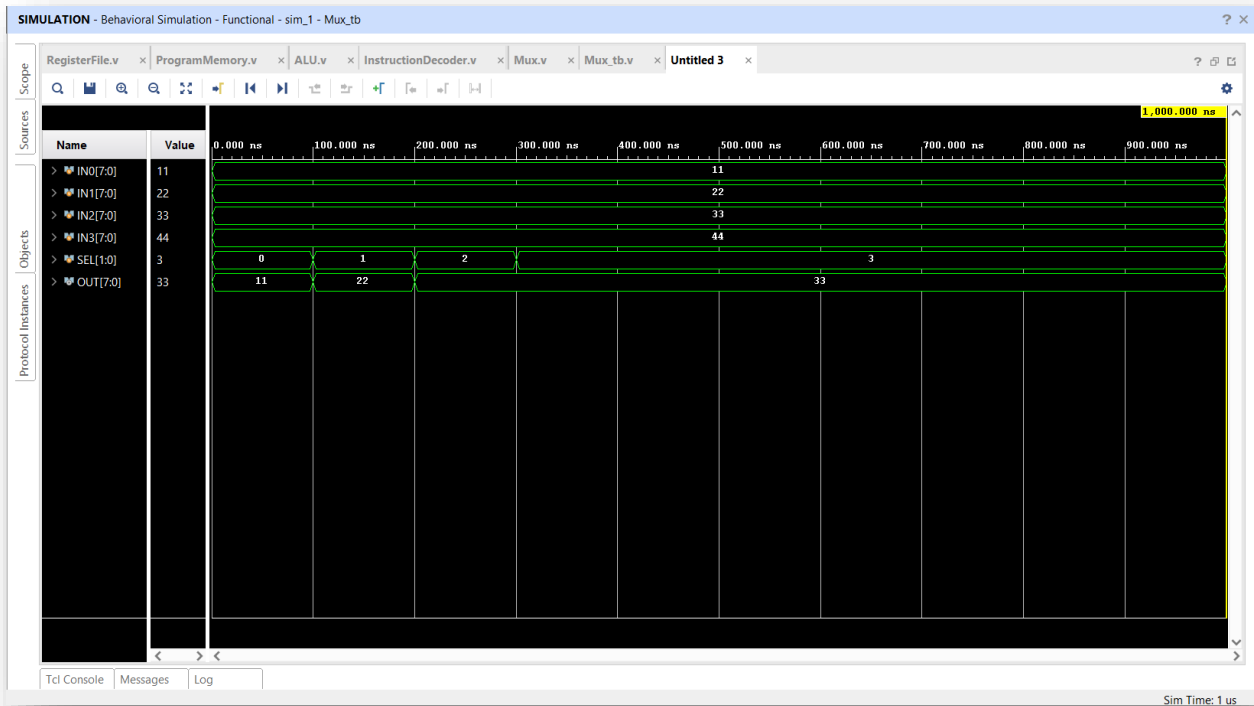 SIMULATION - Behavioral Simulation - Functional - sim_1 - Mux_tb
? ×
RegisterFile.v × ProgramMemory.v × ALU.v × InstructionDecoder.v × Mux.v × Mux_tb.v × Untitled 3 ×
?
Scope
Sources
Objects
Protocol Instances
1,000.000 ns
Name Value 0.000 ns 100.000 ns 200.000 ns 300.000 ns 400.000 ns 500.000 ns 600.000 ns 700.000 ns 800.000 ns 900.000 ns
IN0[7:0] 11 11
IN1[7:0] 22 22
IN2[7:0] 33 33
IN3[7:0] 44 44
SEL[1:0] 3 0 1 2 3
OUT[7:0] 33 11 22 33
Tcl Console Messages Log
Sim Time: 1 us